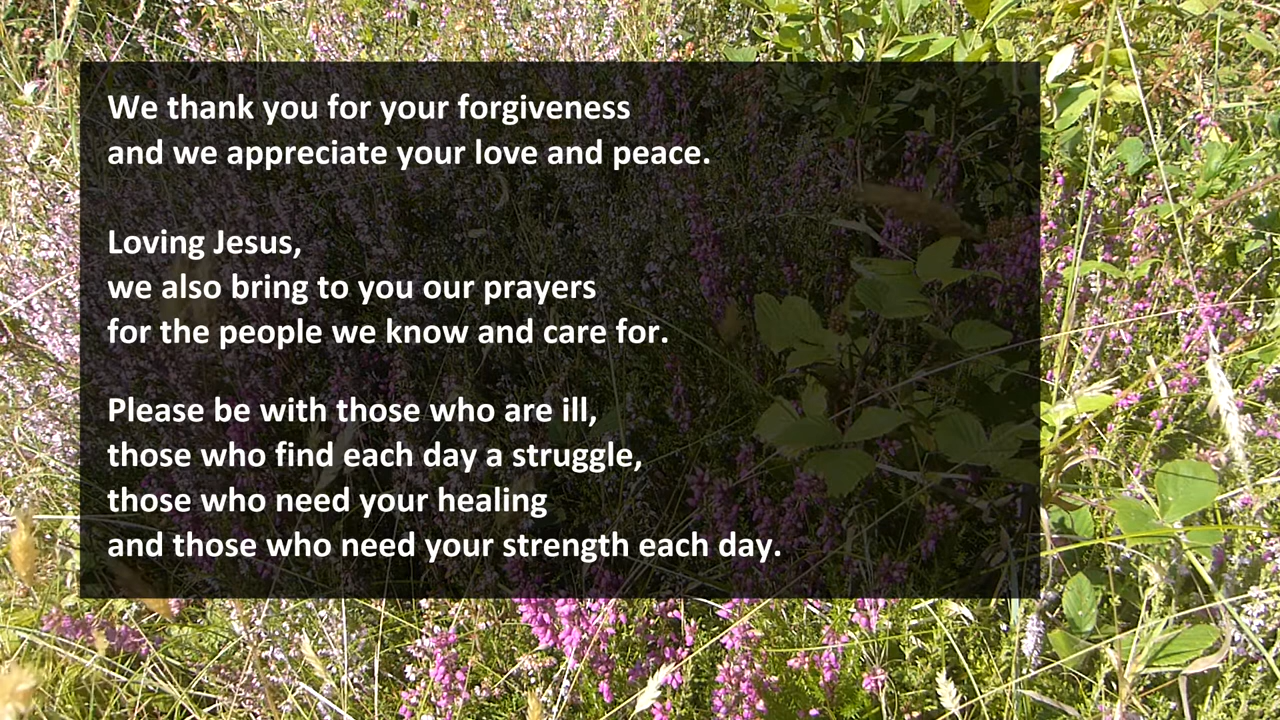 We thank you for your forgiveness
and we appreciate your love and peace.
Loving Jesus,
we also bring to you our prayers
for the people we know and care for.
Please be with those who are ill,
those who find each day a struggle,
those who need your healing
and those who need your strength each day.